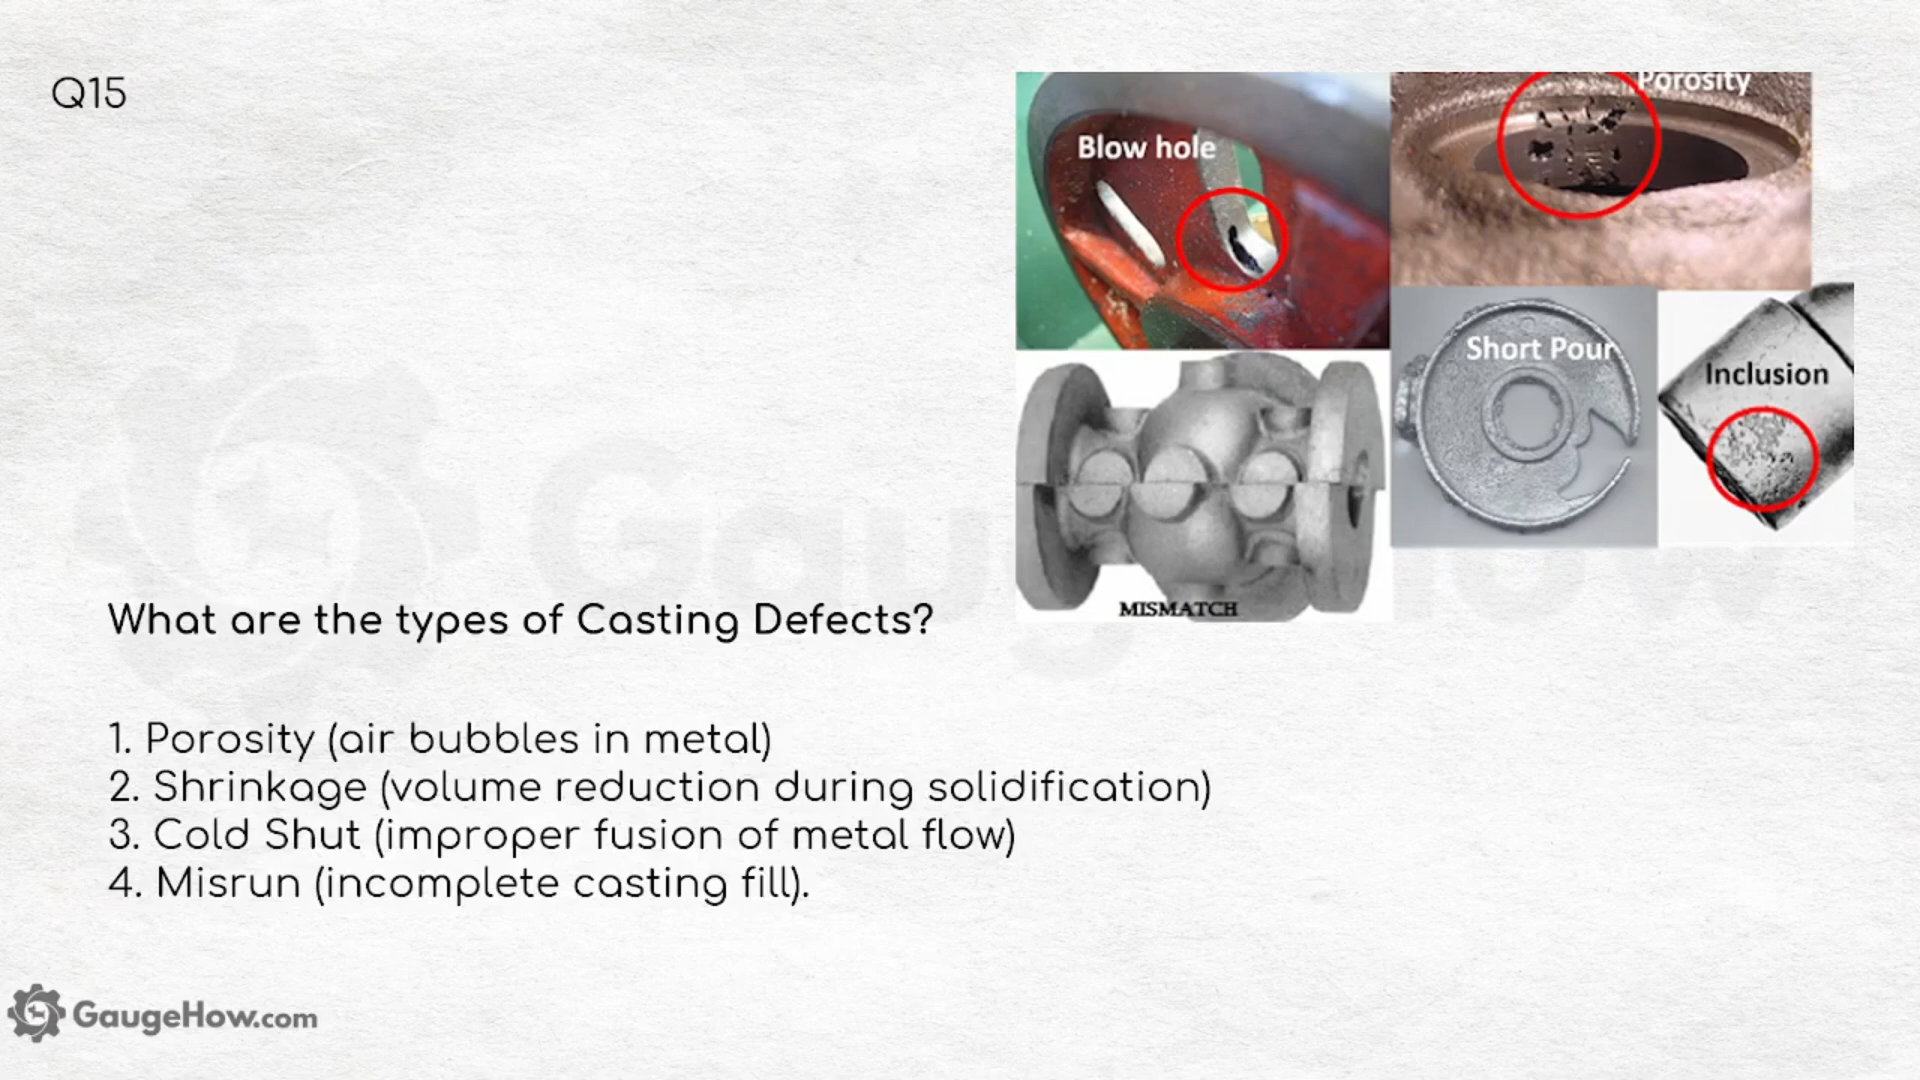 Q15
Blow hole
Porosity
Short Pour
Inclusion
MISMATCH
What are the types of Casting Defects?
1. Porosity (air bubbles in metal)
2. Shrinkage (volume reduction during solidification)
3. Cold Shut (improper fusion of metal flow)
4. Misrun (incomplete casting fill).
GaugeHow.com